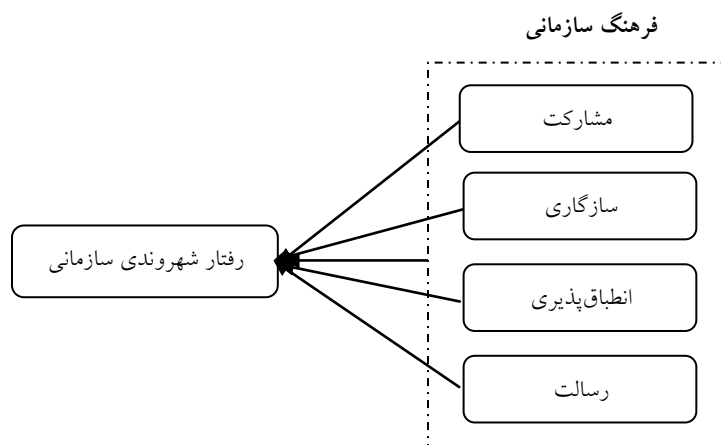 فرهنگ سازمانی
مشارکت
سازگاری
رفتار شهروندی سازمانی
انطباق‌پذیری
رسالت